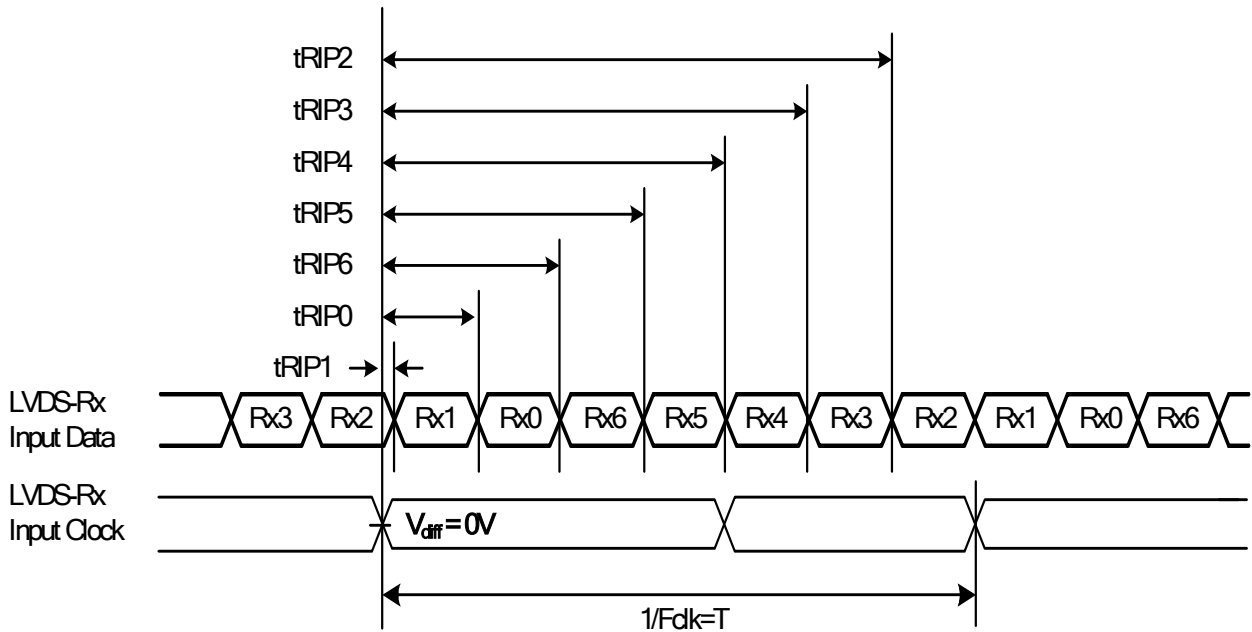 tRIP2
tRIP3
tRIP4
tRIP5
tRIP6
tRIP0
tRIP1
LVDS-Rx
Input Data
Rx3 Rx2 Rx1 Rx0 Rx6 Rx5 Rx4 Rx3 Rx2 Rx1 Rx0 Rx6
LVDS-Rx
Input Clock
Vdiff = 0V
1/Fclk=T